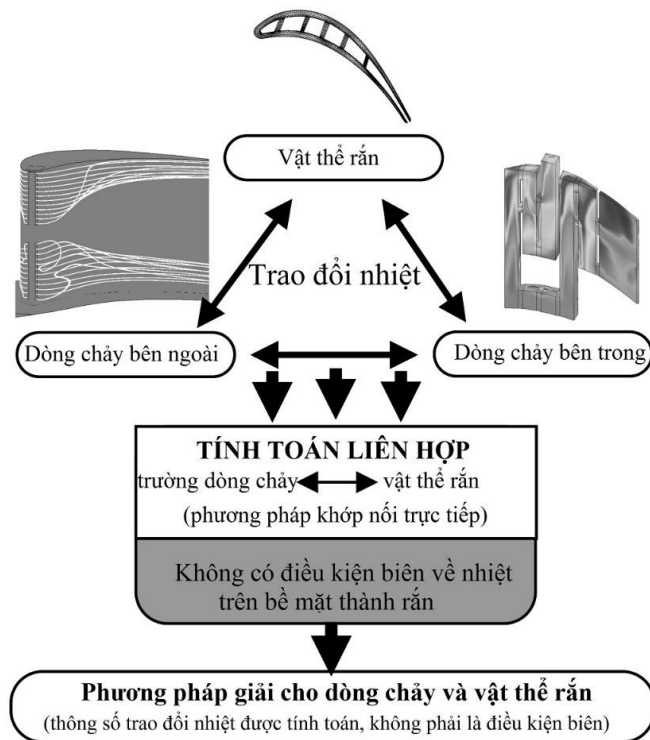 Vật thể rắn
Trao đổi nhiệt
Dòng chảy bên ngoài
Dòng chảy bên trong
TÍNH TOÁN LIÊN HỢP
trường dòng chảy vật thể rắn
(phương pháp khớp nối trực tiếp)
Không có điều kiện biên về nhiệt
trên bề mặt thành rắn
Phương pháp giải cho dòng chảy và vật thể rắn
(thông số trao đổi nhiệt được tính toán, không phải là điều kiện biên)